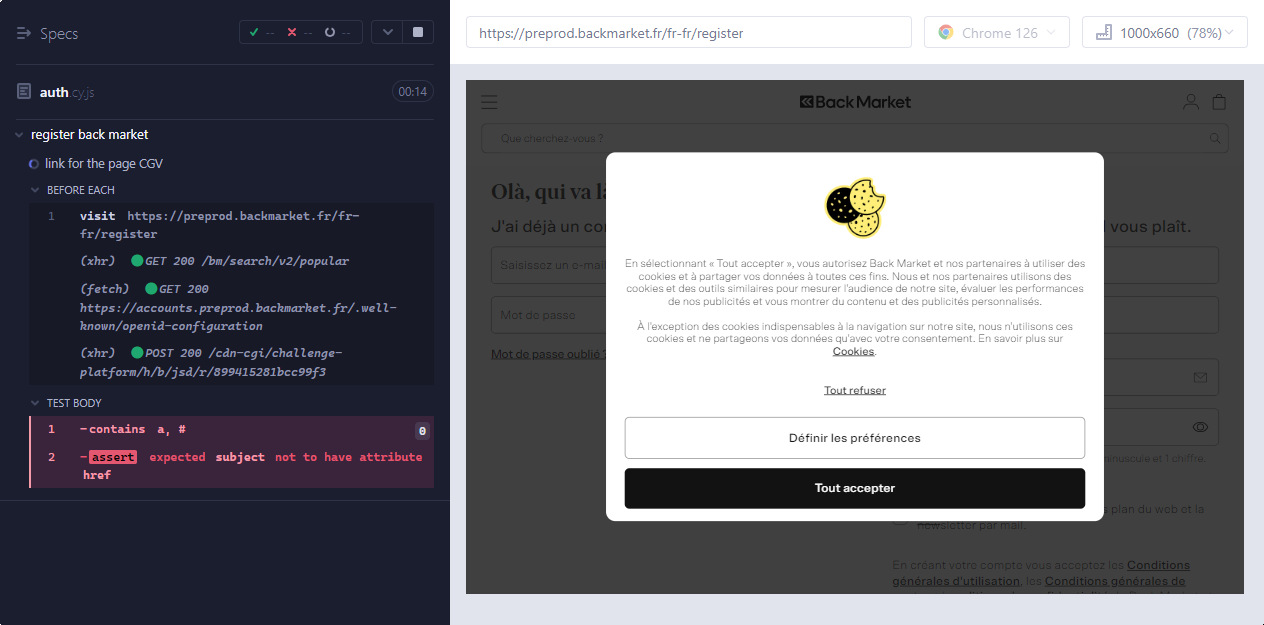 Specs
-- -- --
https://preprod.backmarket.fr/fr-fr/register
Chrome 126
1000x660 (78%)
auth.cy.js
00:14
register back market
link for the page CGV
BEFORE EACH
1 visit https://preprod.backmarket.fr/fr-
fr/register
(xhr) GET 200 /bm/search/v2/popular
(fetch) GET 200
https://accounts.preprod.backmarket.fr/.well-
known/openid-configuration
(xhr) POST 200 /cdn-cgi/challenge-
platform/h/b/jsd/r/899415281bcc99f3
TEST BODY
1 -contains a, # 0
2 -assert expected subject not to have attribute
href
Back Market
Que cherchez-vous ?
Olà, qui va l
J'ai déjà un co
vous plaît.
Saisissez un e-mail
Mot de passe
Mot de passe oublié ?
En sélectionnant « Tout accepter », vous autorisez Back Market et nos partenaires à utiliser des
cookies et à partager vos données à toutes ces fins. Nous et nos partenaires utilisons des
cookies et des outils similaires pour mesurer l'audience de notre site, évaluer les performances
de nos publicités et vous montrer du contenu et des publicités personnalisés.
À l'exception des cookies indispensables à la navigation sur notre site, nous n'utilisons ces
cookies et ne partageons vos données qu'avec votre consentement. En savoir plus sur
Cookies.
Tout refuser
Définir les préférences
Tout accepter
minuscule et 1 chiffre.
plan du web et la
newsletter par mail.
En créant votre compte vous acceptez les Conditions
générales d'utilisation, les Conditions générales de